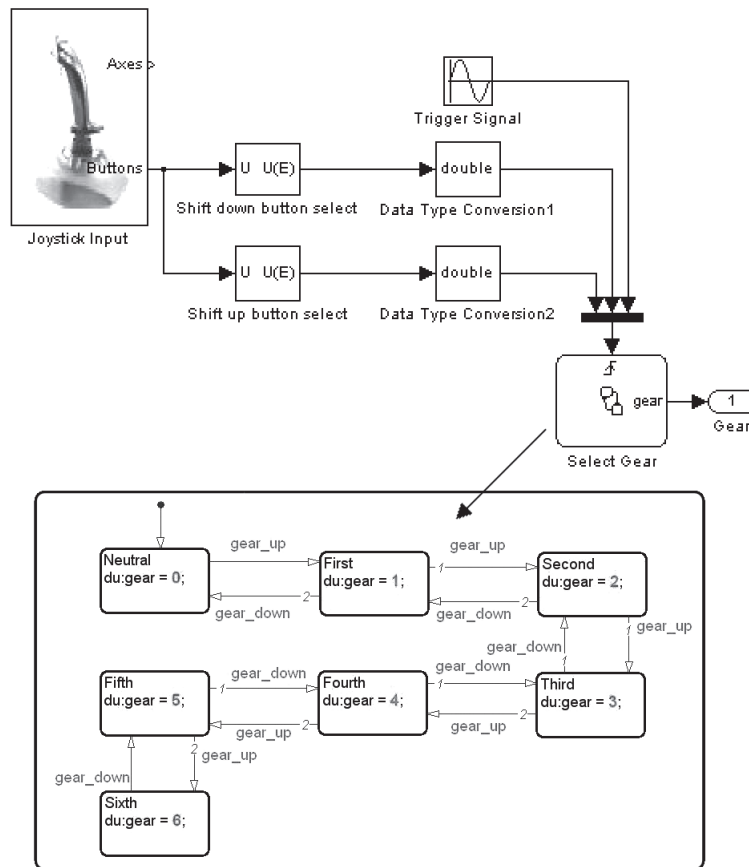 Axes
Buttons
Joystick Input
Trigger Signal
U U(E)
Shift down button select
double
Data Type Conversion1
U U(E)
Shift up button select
double
Data Type Conversion2
gear
Select Gear
1
Gear
Neutral
du:gear = 0;
gear_up
gear_down
2
First
du:gear = 1;
gear_up
1
gear_down
2
Second
du:gear = 2;
gear_down
1
gear_up
1
Fifth
du:gear = 5;
gear_down
1
gear_up
2
Fourth
du:gear = 4;
gear_down
1
gear_up
2
Third
du:gear = 3;
gear_down
2
gear_up
Sixth
du:gear = 6;